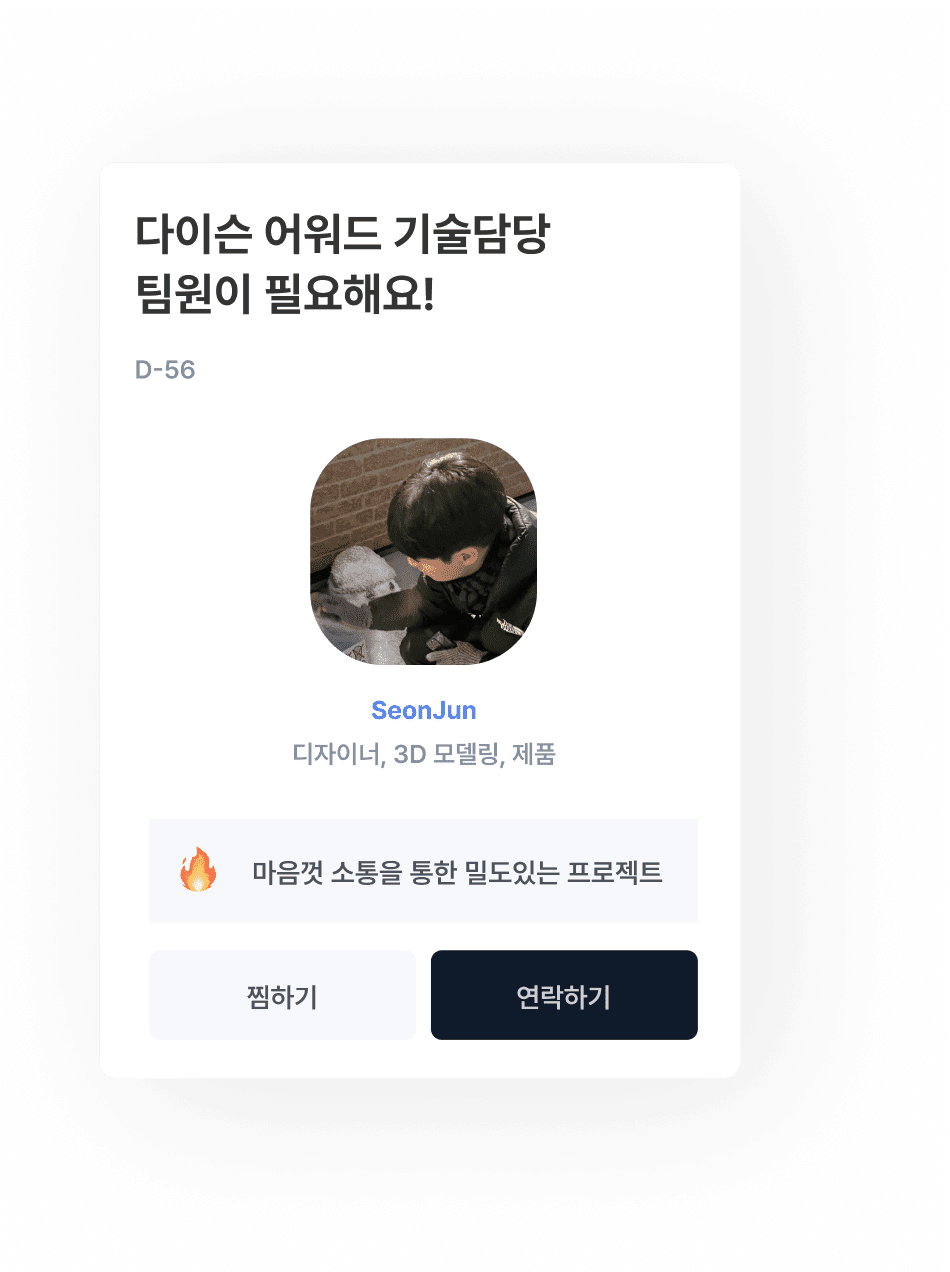 다이슨 어워드 기술담당
팀원이 필요해요!
D-56
SeonJun
디자이너, 3D 모델링, 제품
마음껏 소통을 통한 밀도있는 프로젝트
찜하기
연락하기